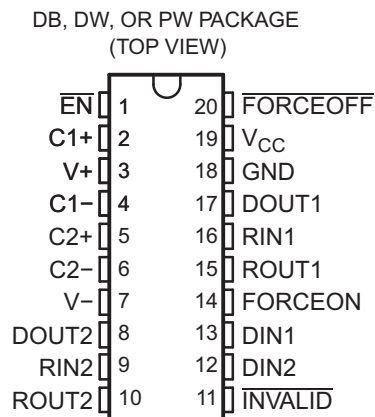 DB, DW, OR PW PACKAGE
(TOP VIEW)
EN 1 20 FORCEOFF
C1+ 2 19 VCC
V+ 3 18 GND
C1− 4 17 DOUT1
C2+ 5 16 RIN1
C2− 6 15 ROUT1
V− 7 14 FORCEON
DOUT2 8 13 DIN1
RIN2 9 12 DIN2
ROUT2 10 11 INVALID